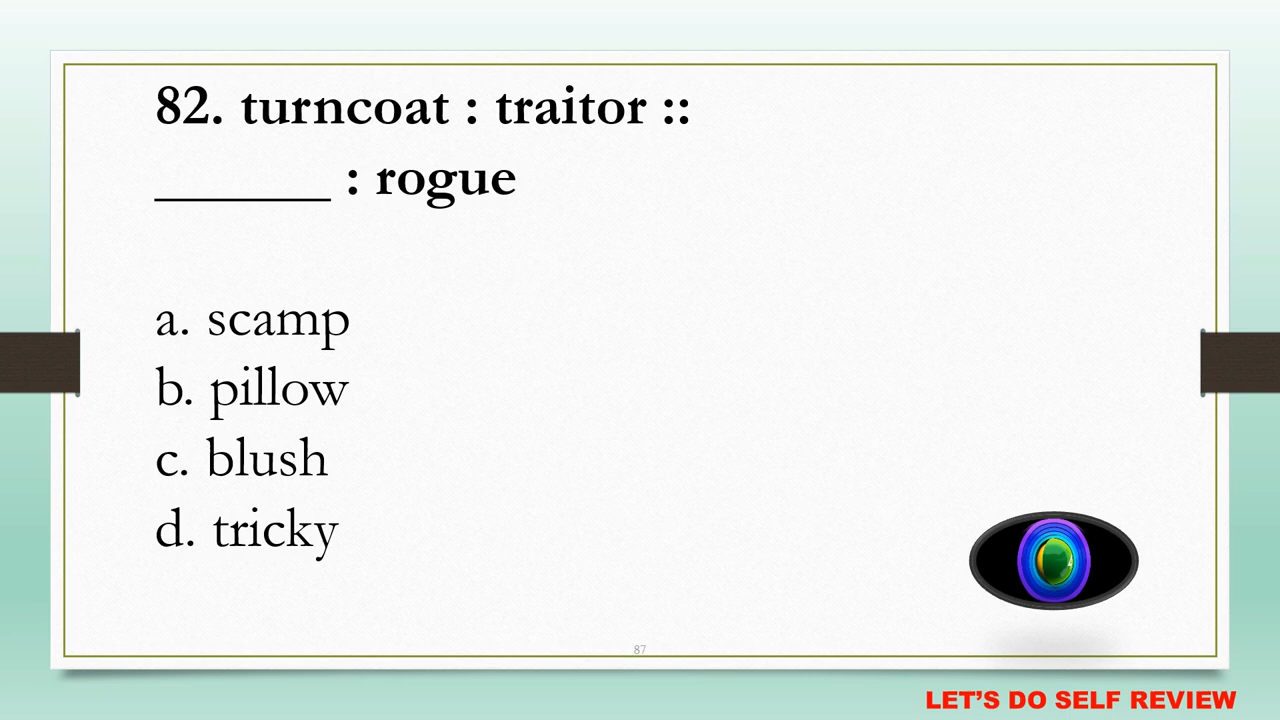 82. turncoat : traitor ::
_______ : rogue
a. scamp
b. pillow
c. blush
d. tricky
87
LET’S DO SELF REVIEW